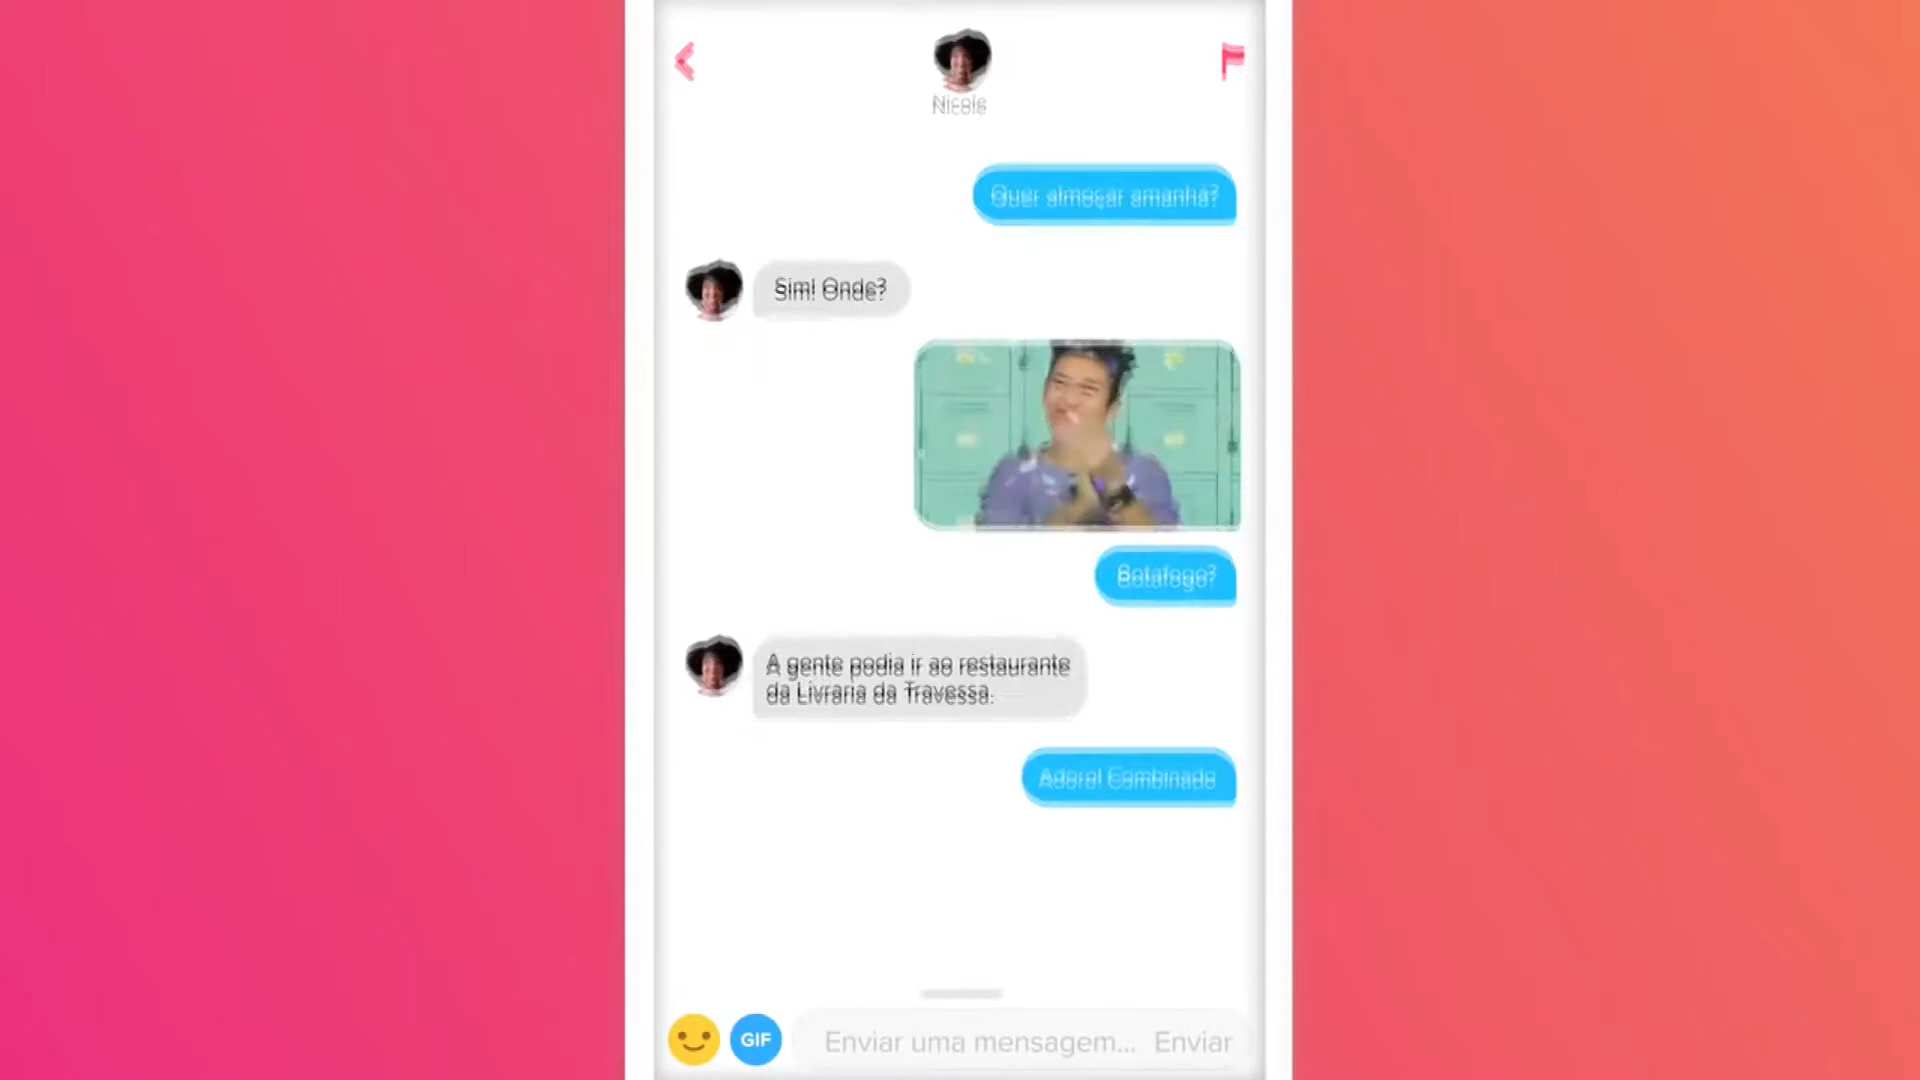 Nicole
Quer almoçar amanhã?
Sim! Onde?
Botafogo?
A gente podia ir ao restaurante
da Livraria da Travessa.
Adoro! Combinado
GIF
Enviar uma mensagem... Enviar